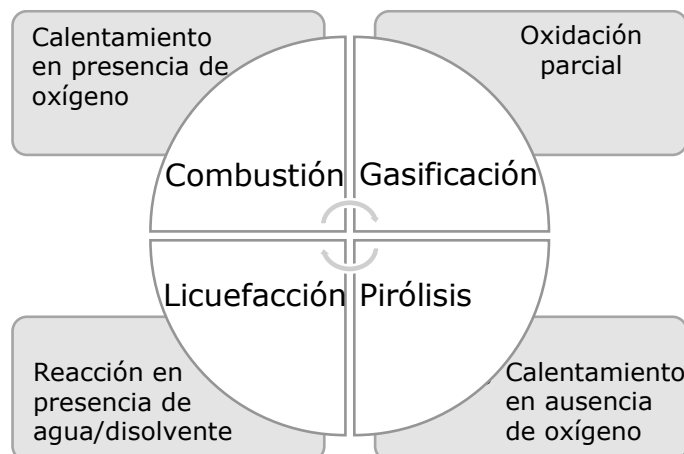 Calentamiento
en presencia de
oxígeno
Oxidación
parcial
Combustión
Gasificación
Licuefacción
Pirólisis
Reacción en
presencia de
agua/disolvente
Calentamiento
en ausencia
de oxígeno